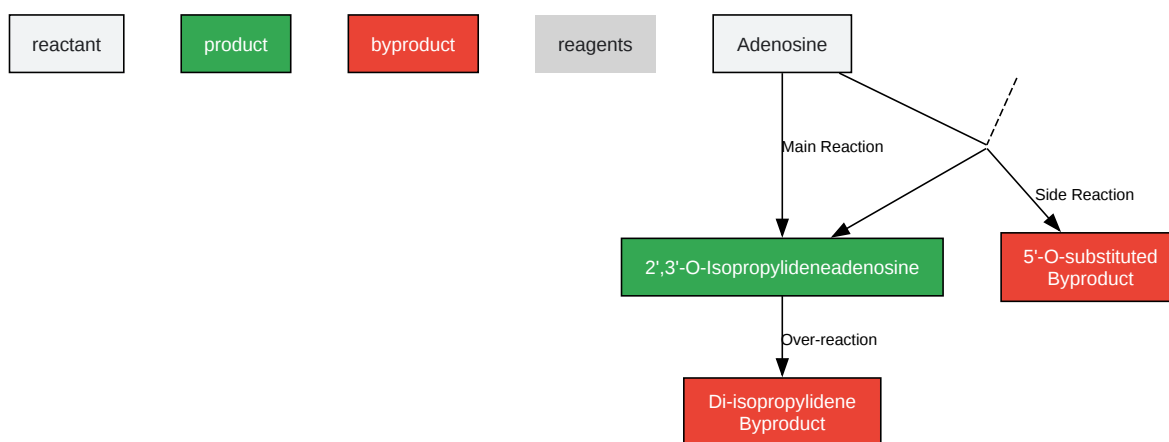 reactant
product
byproduct
reagents
Adenosine
Main Reaction
Side Reaction
2',3'-O-Isopropylideneadenosine
5'-O-substituted
Byproduct
Over-reaction
Di-isopropylidene
Byproduct